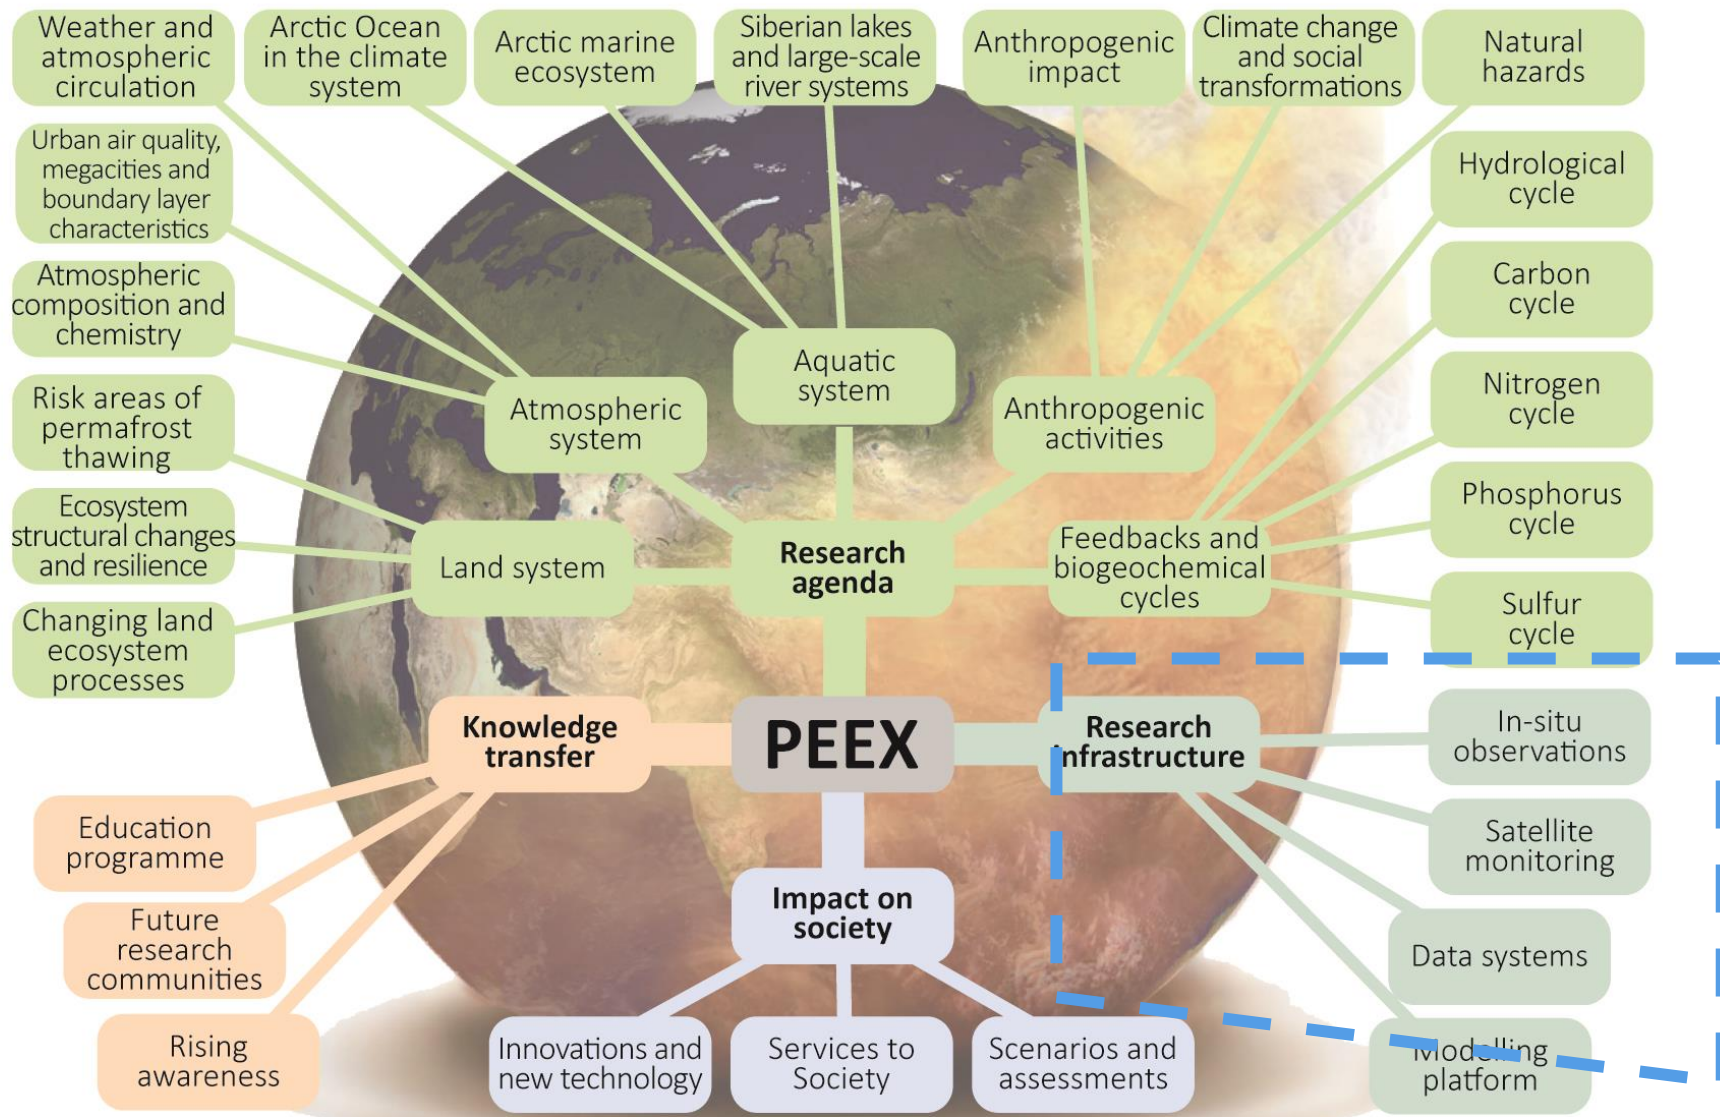 Weather and
atmospheric
circulation
Arctic Ocean
in the climate
system
Arctic marine
ecosystem
Siberian lakes
and large-scale
river systems
Anthropogenic
impact
Climate change
and social
transformations
Natural
hazards
Urban air quality,
megacities and
boundary layer
characteristics
Hydrological
cycle
Atmospheric
composition and
chemistry
Carbon
cycle
Aquatic
system
Atmospheric
system
Anthropogenic
activities
Nitrogen
cycle
Risk areas of
permafrost
thawing
Phosphorus
cycle
Ecosystem
structural changes
and resilience
Land system
Research
agenda
Feedbacks and
biogeochemical
cycles
Sulfur
cycle
Changing land
ecosystem
processes
Knowledge
transfer
PEEX
Research
infrastructure
In-situ
observations
Education
programme
Satellite
monitoring
Impact on
society
Future
research
communities
Data systems
Rising
awareness
Innovations and
new technology
Services to
Society
Scenarios and
assessments
Modelling
platform